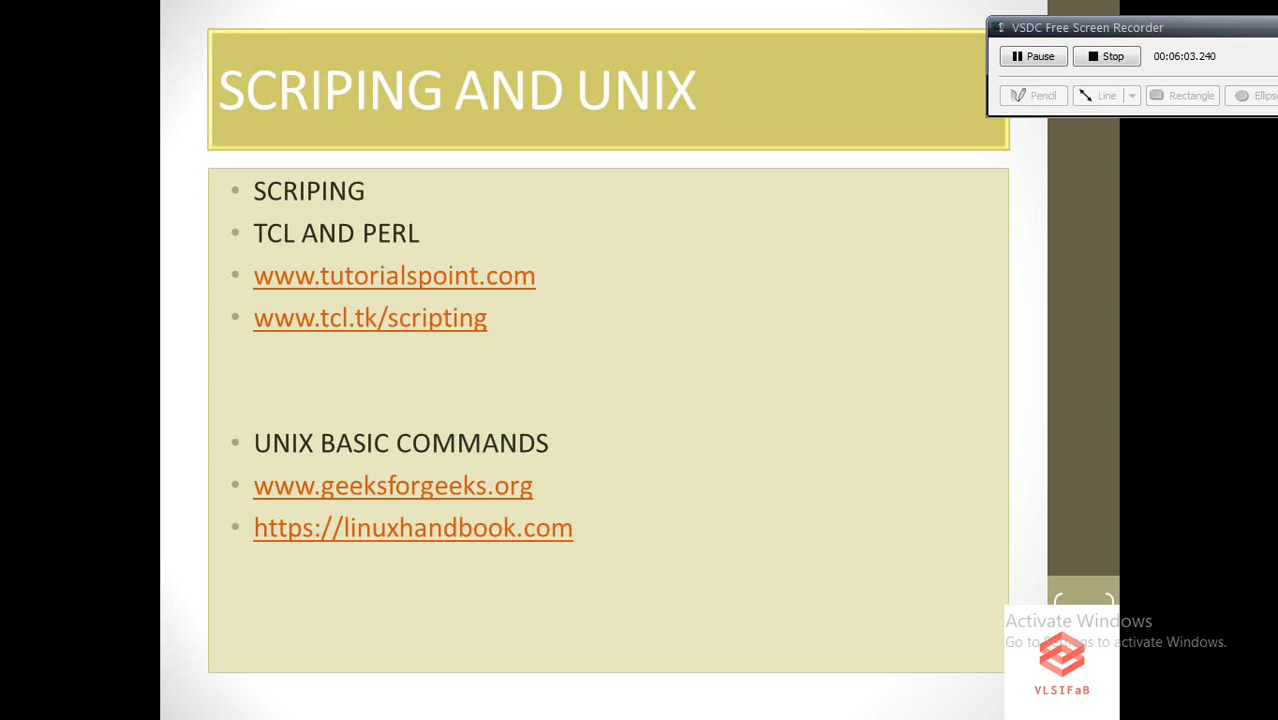 VSDC Free Screen Recorder
Pause Stop 00:06:03.240
Pencil Line Rectangle Ellips
SCRIPING AND UNIX
• SCRIPING
• TCL AND PERL
• www.tutorialspoint.com
• www.tcl.tk/scripting
• UNIX BASIC COMMANDS
• www.geeksforgeeks.org
• https://linuxhandbook.com
Activate Windows
Go to Settings to activate Windows.
VLSIFaB